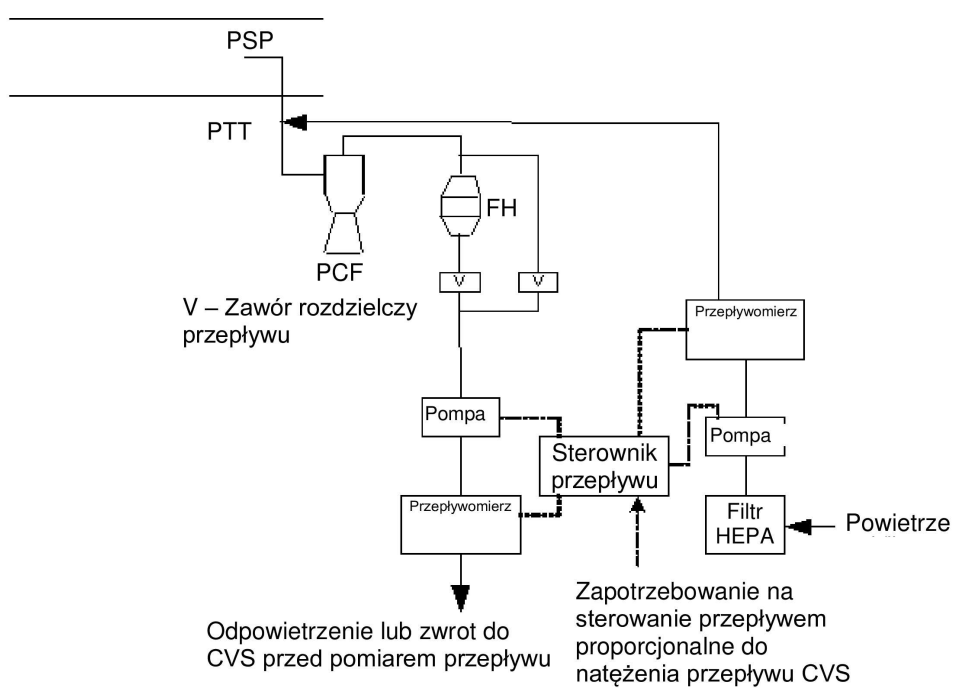 PSP
PTT
FH
PCF
V
V
V – Zawór rozdzielczy
przepływu
Przepływomierz
Pompa
Pompa
Sterownik
przepływu
Przepływomierz
Filtr
HEPA
Powietrze
Odpowietrzenie lub zwrot do
CVS przed pomiarem przepływu
Zapotrzebowanie na
sterowanie przepływem
proporcjonalne do
natężenia przepływu CVS